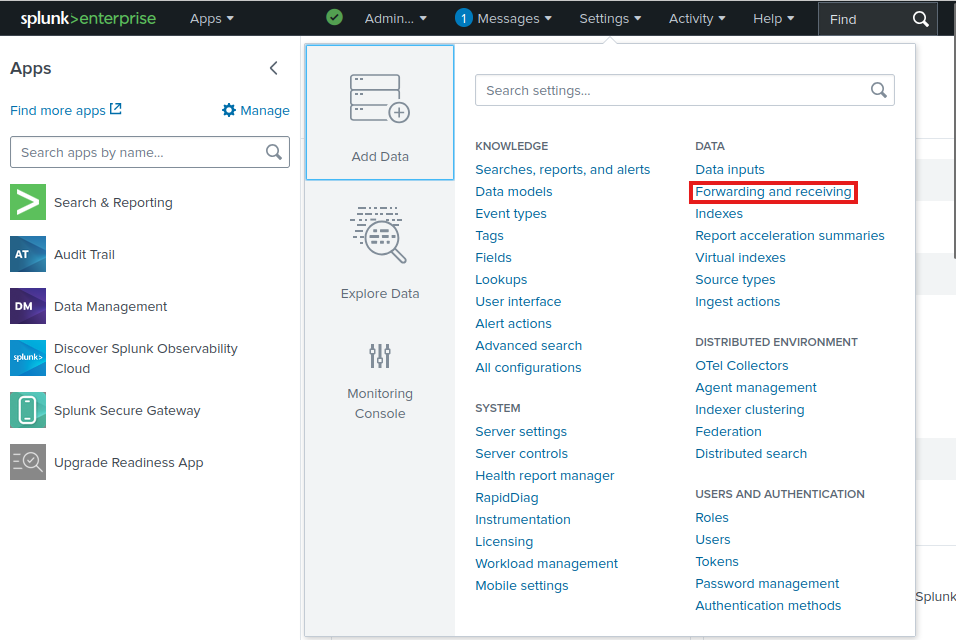 splunk>enterprise Apps Admin... 1 Messages Settings Activity Help Find
Apps
Find more apps Manage
Search apps by name...
Search & Reporting
AT Audit Trail
DM Data Management
splunk> Discover Splunk Observability
Cloud
Splunk Secure Gateway
Upgrade Readiness App
Add Data
Explore Data
Monitoring
Console
Search settings...
KNOWLEDGE
Searches, reports, and alerts
Data models
Event types
Tags
Fields
Lookups
User interface
Alert actions
Advanced search
All configurations
SYSTEM
Server settings
Server controls
Health report manager
RapidDiag
Instrumentation
Licensing
Workload management
Mobile settings
DATA
Data inputs
Forwarding and receiving
Indexes
Report acceleration summaries
Virtual indexes
Source types
Ingest actions
DISTRIBUTED ENVIRONMENT
OTel Collectors
Agent management
Indexer clustering
Federation
Distributed search
USERS AND AUTHENTICATION
Roles
Users
Tokens
Password management
Authentication methods
Splunk